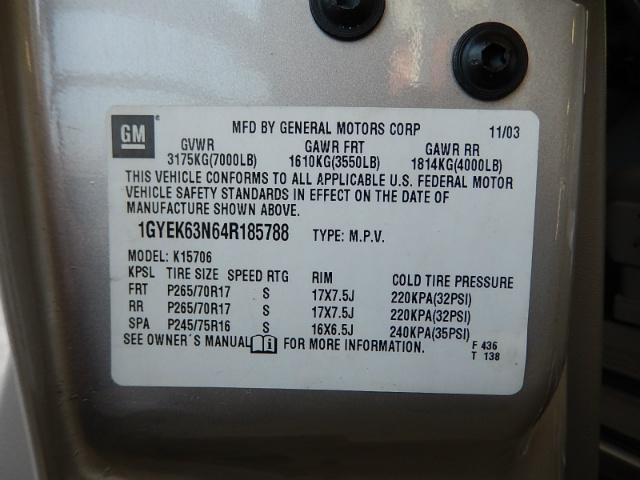 GM MFD BY GENERAL MOTORS CORP 11/03
GVWR GAWR FRT GAWR RR
3175KG(7000LB) 1610KG(3550LB) 1814KG(4000LB)
THIS VEHICLE CONFORMS TO ALL APPLICABLE U.S. FEDERAL MOTOR
VEHICLE SAFETY STANDARDS IN EFFECT ON THE DATE OF
MANUFACTURE SHOWN ABOVE.
1GYEK63N64R185788 TYPE: M.P.V.
MODEL: K15706
KPSL TIRE SIZE SPEED RTG RIM COLD TIRE PRESSURE
FRT P265/70R17 S 17X7.5J 220KPA(32PSI)
RR P265/70R17 S 17X7.5J 220KPA(32PSI)
SPA P245/75R16 S 16X6.5J 240KPA(35PSI)
SEE OWNER'S MANUAL i FOR MORE INFORMATION. F 436
T 138